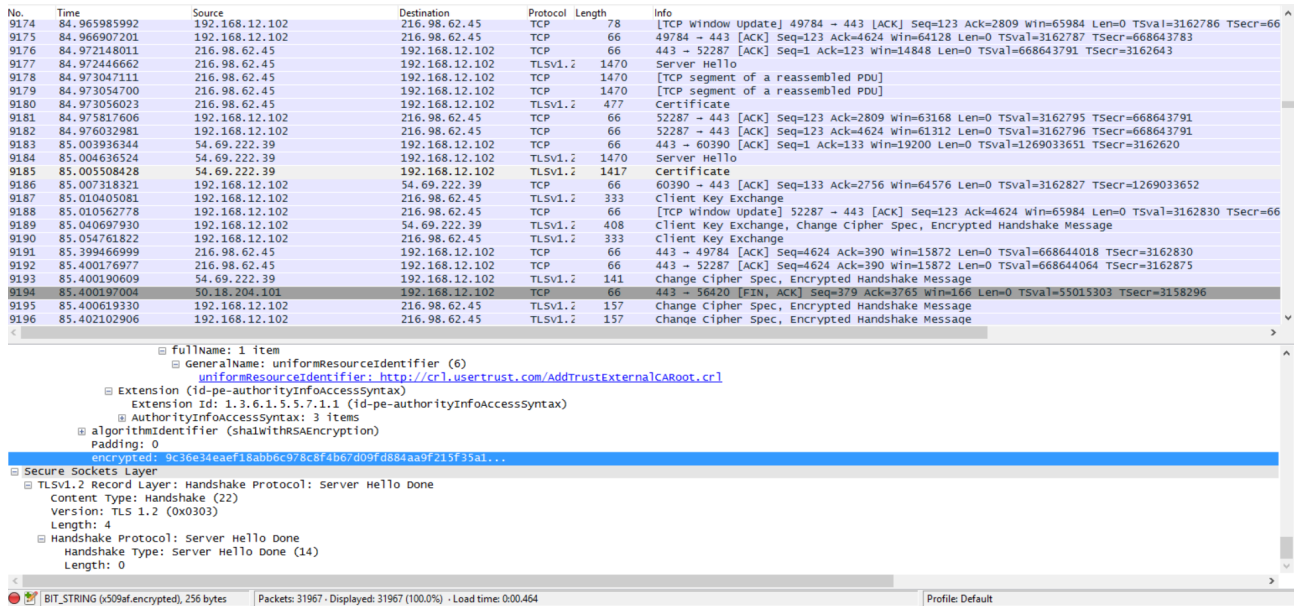 No. Time Source Destination Protocol Length Info
9174 84.965985992 192.168.12.102 216.98.62.45 TCP 78 [TCP Window Update] 49784 → 443 [ACK] Seq=123 Ack=2809 Win=65984 Len=0 TSval=3162786 TSecr=66
9175 84.966907201 192.168.12.102 216.98.62.45 TCP 66 49784 → 443 [ACK] Seq=123 Ack=4624 Win=64128 Len=0 TSval=3162787 TSecr=668643783
9176 84.972148011 216.98.62.45 192.168.12.102 TCP 66 443 → 52287 [ACK] Seq=1 Ack=123 Win=14848 Len=0 TSval=668643791 TSecr=3162643
9177 84.972446662 216.98.62.45 192.168.12.102 TLSv1.2 1470 Server Hello
9178 84.973047111 216.98.62.45 192.168.12.102 TCP 1470 [TCP segment of a reassembled PDU]
9179 84.973054700 216.98.62.45 192.168.12.102 TCP 1470 [TCP segment of a reassembled PDU]
9180 84.973056023 216.98.62.45 192.168.12.102 TLSv1.2 477 Certificate
9181 84.975817606 192.168.12.102 216.98.62.45 TCP 66 52287 → 443 [ACK] Seq=123 Ack=2809 Win=63168 Len=0 TSval=3162795 TSecr=668643791
9182 84.976032981 192.168.12.102 216.98.62.45 TCP 66 52287 → 443 [ACK] Seq=123 Ack=4624 Win=61312 Len=0 TSval=3162796 TSecr=668643791
9183 85.003936344 54.69.222.39 192.168.12.102 TCP 66 443 → 60390 [ACK] Seq=1 Ack=133 Win=19200 Len=0 TSval=1269033651 TSecr=3162620
9184 85.004636524 54.69.222.39 192.168.12.102 TLSv1.2 1470 Server Hello
9185 85.005508428 54.69.222.39 192.168.12.102 TLSv1.2 1417 Certificate
9186 85.007318321 192.168.12.102 54.69.222.39 TCP 66 60390 → 443 [ACK] Seq=133 Ack=2756 Win=64576 Len=0 TSval=3162827 TSecr=1269033652
9187 85.010405081 192.168.12.102 216.98.62.45 TLSv1.2 333 Client Key Exchange
9188 85.010562778 192.168.12.102 216.98.62.45 TCP 66 [TCP Window Update] 52287 → 443 [ACK] Seq=123 Ack=4624 Win=65984 Len=0 TSval=3162830 TSecr=66
9189 85.040697930 192.168.12.102 54.69.222.39 TLSv1.2 408 Client Key Exchange, Change Cipher Spec, Encrypted Handshake Message
9190 85.054761822 192.168.12.102 216.98.62.45 TLSv1.2 333 Client Key Exchange
9191 85.399466999 216.98.62.45 192.168.12.102 TCP 66 443 → 49784 [ACK] Seq=4624 Ack=390 Win=15872 Len=0 TSval=668644018 TSecr=3162830
9192 85.400176977 216.98.62.45 192.168.12.102 TCP 66 443 → 52287 [ACK] Seq=4624 Ack=390 Win=15872 Len=0 TSval=668644064 TSecr=3162875
9193 85.400190609 54.69.222.39 192.168.12.102 TLSv1.2 141 Change Cipher Spec, Encrypted Handshake Message
9194 85.400197004 50.18.204.101 192.168.12.102 TCP 66 443 → 56420 [FIN, ACK] Seq=379 Ack=3765 Win=166 Len=0 TSval=55015303 TSecr=3158296
9195 85.400619330 192.168.12.102 216.98.62.45 TLSv1.2 157 Change Cipher Spec, Encrypted Handshake Message
9196 85.402102906 192.168.12.102 216.98.62.45 TLSv1.2 157 Change Cipher Spec, Encrypted Handshake Message
fullName: 1 item
GeneralName: uniformResourceIdentifier (6)
uniformResourceIdentifier: http://crl.usertrust.com/AddTrustExternalCARoot.crl
Extension (id-pe-authorityInfoAccessSyntax)
Extension Id: 1.3.6.1.5.5.7.1.1 (id-pe-authorityInfoAccessSyntax)
AuthorityInfoAccessSyntax: 3 items
algorithmIdentifier (sha1WithRSAEncryption)
Padding: 0
encrypted: 9c36e34eaef18abb6c978c8f4b67d09fd884aa9f215f35a1...
Secure Sockets Layer
TLSv1.2 Record Layer: Handshake Protocol: Server Hello Done
Content Type: Handshake (22)
Version: TLS 1.2 (0x0303)
Length: 4
Handshake Protocol: Server Hello Done
Handshake Type: Server Hello Done (14)
Length: 0
BIT_STRING (x509af.encrypted), 256 bytes Packets: 31967 · Displayed: 31967 (100.0%) · Load time: 0:00.464 Profile: Default